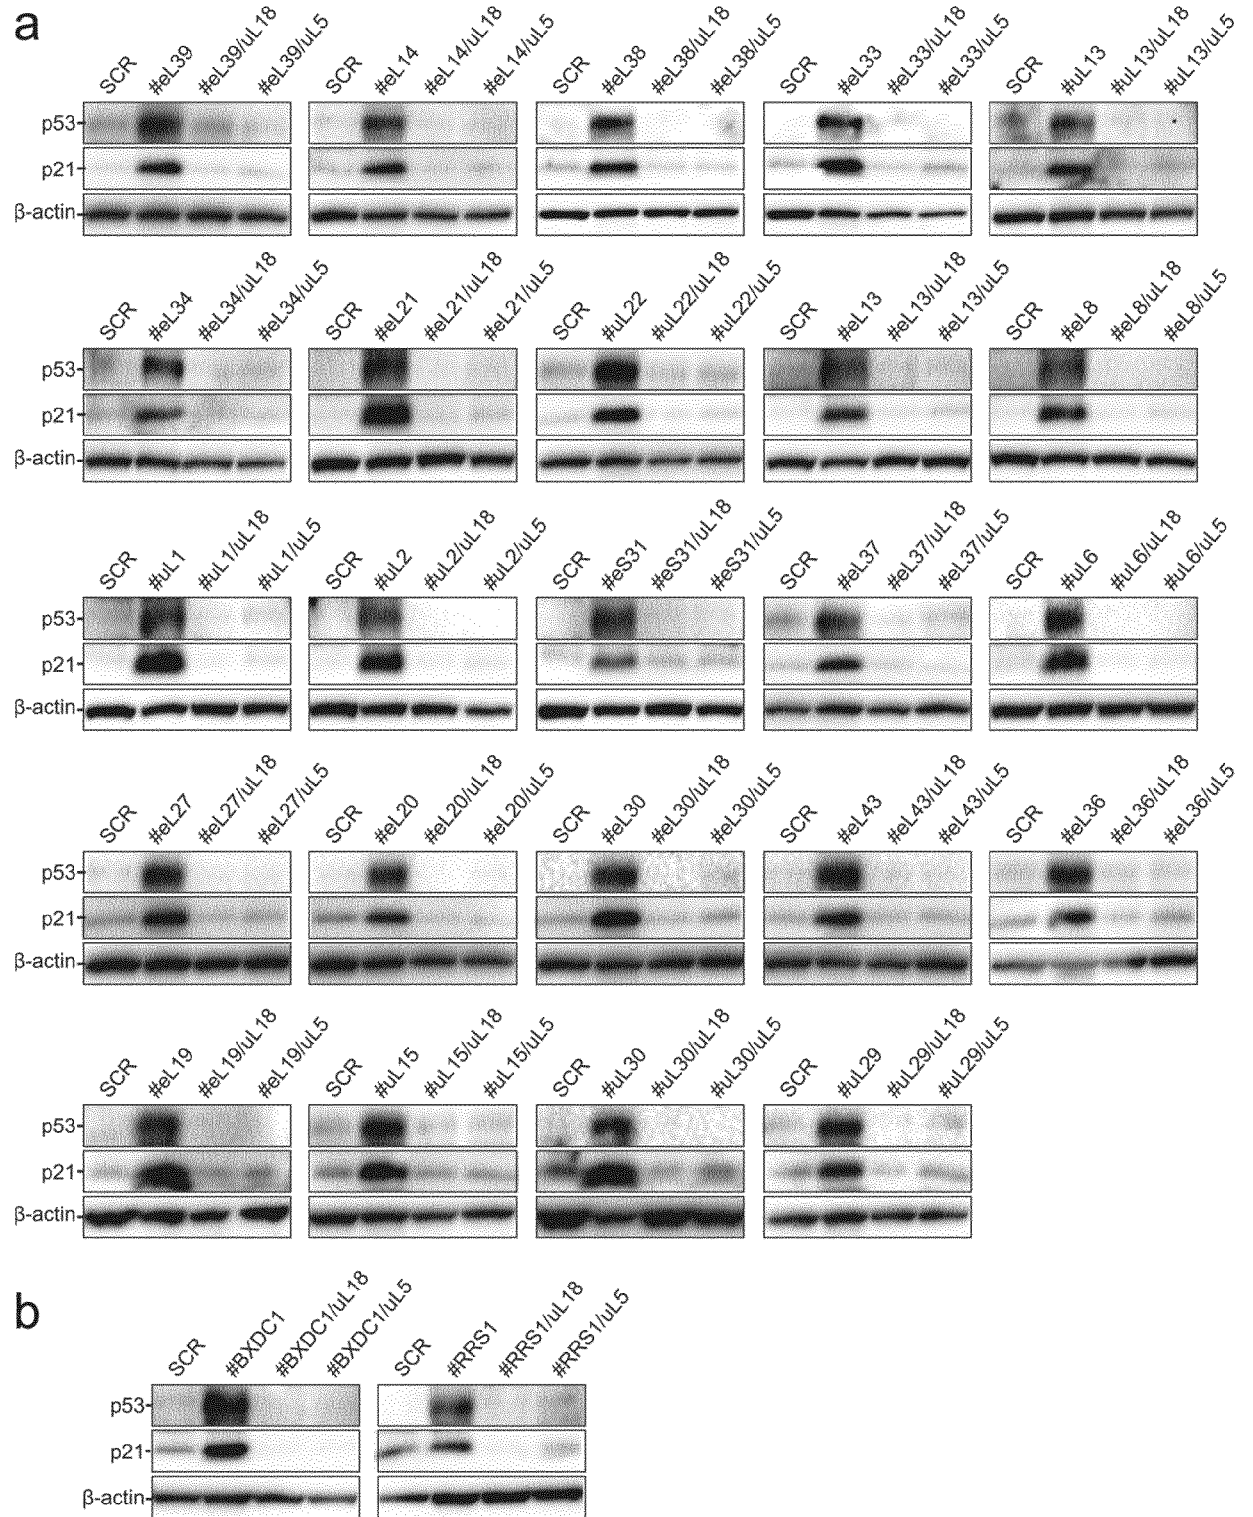 a
SCR #eL39 #eL39/uL18 #eL39/uL5 SCR #eL14 #eL14/uL18 #eL14/uL5 SCR #eL38 #eL38/uL18 #eL38/uL5 SCR #eL33 #eL33/uL18 #eL33/uL5 SCR #uL13 #uL13/uL18 #uL13/uL5
p53
p21
β-actin
SCR #eL34 #eL34/uL18 #eL34/uL5 SCR #eL21 #eL21/uL18 #eL21/uL5 SCR #uL22 #uL22/uL18 #uL22/uL5 SCR #eL13 #eL13/uL18 #eL13/uL5 SCR #eL8 #eL8/uL18 #eL8/uL5
p53
p21
β-actin
SCR #uL1 #uL1/uL18 #uL1/uL5 SCR #uL2 #uL2/uL18 #uL2/uL5 SCR #eS31 #eS31/uL18 #eS31/uL5 SCR #eL37 #eL37/uL18 #eL37/uL5 SCR #uL6 #uL6/uL18 #uL6/uL5
p53
p21
β-actin
SCR #eL27 #eL27/uL18 #eL27/uL5 SCR #eL20 #eL20/uL18 #eL20/uL5 SCR #eL30 #eL30/uL18 #eL30/uL5 SCR #eL43 #eL43/uL18 #eL43/uL5 SCR #eL36 #eL36/uL18 #eL36/uL5
p53
p21
β-actin
SCR #eL19 #eL19/uL18 #eL19/uL5 SCR #uL15 #uL15/uL18 #uL15/uL5 SCR #uL30 #uL30/uL18 #uL30/uL5 SCR #uL29 #uL29/uL18 #uL29/uL5
p53
p21
β-actin
b
SCR #BXDC1 #BXDC1/uL18 #BXDC1/uL5 SCR #RRS1 #RRS1/uL18 #RRS1/uL5
p53
p21
β-actin